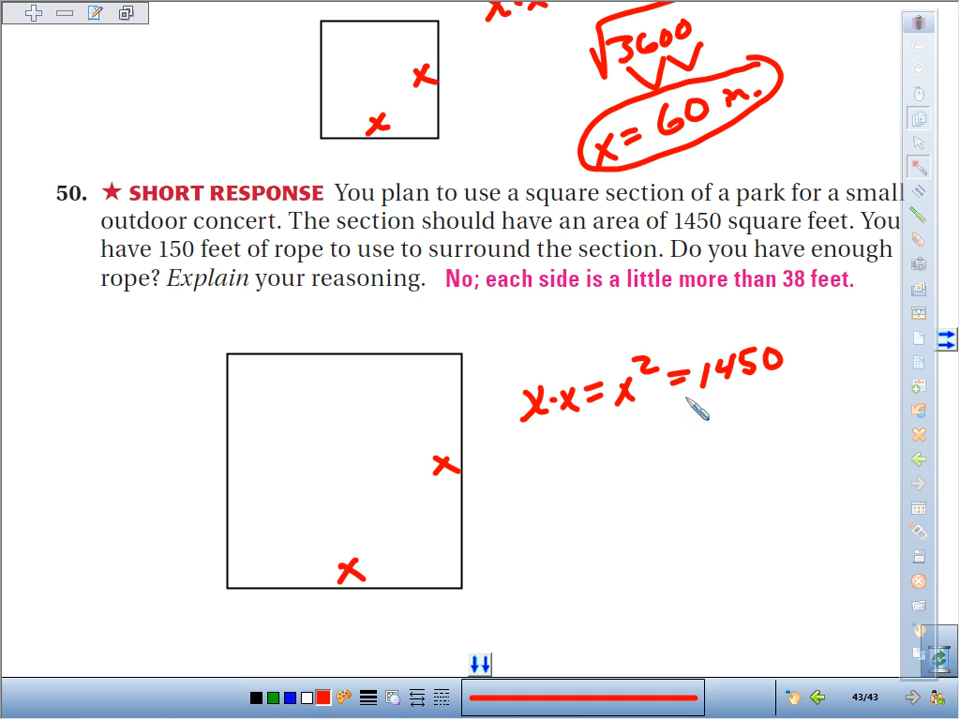 x·x
√3600
x
x = 60 m.
x
50. ★ SHORT RESPONSE You plan to use a square section of a park for a small
outdoor concert. The section should have an area of 1450 square feet. You
have 150 feet of rope to use to surround the section. Do you have enough
rope? Explain your reasoning. No; each side is a little more than 38 feet.
x·x = x² = 1450
x
x
43/43